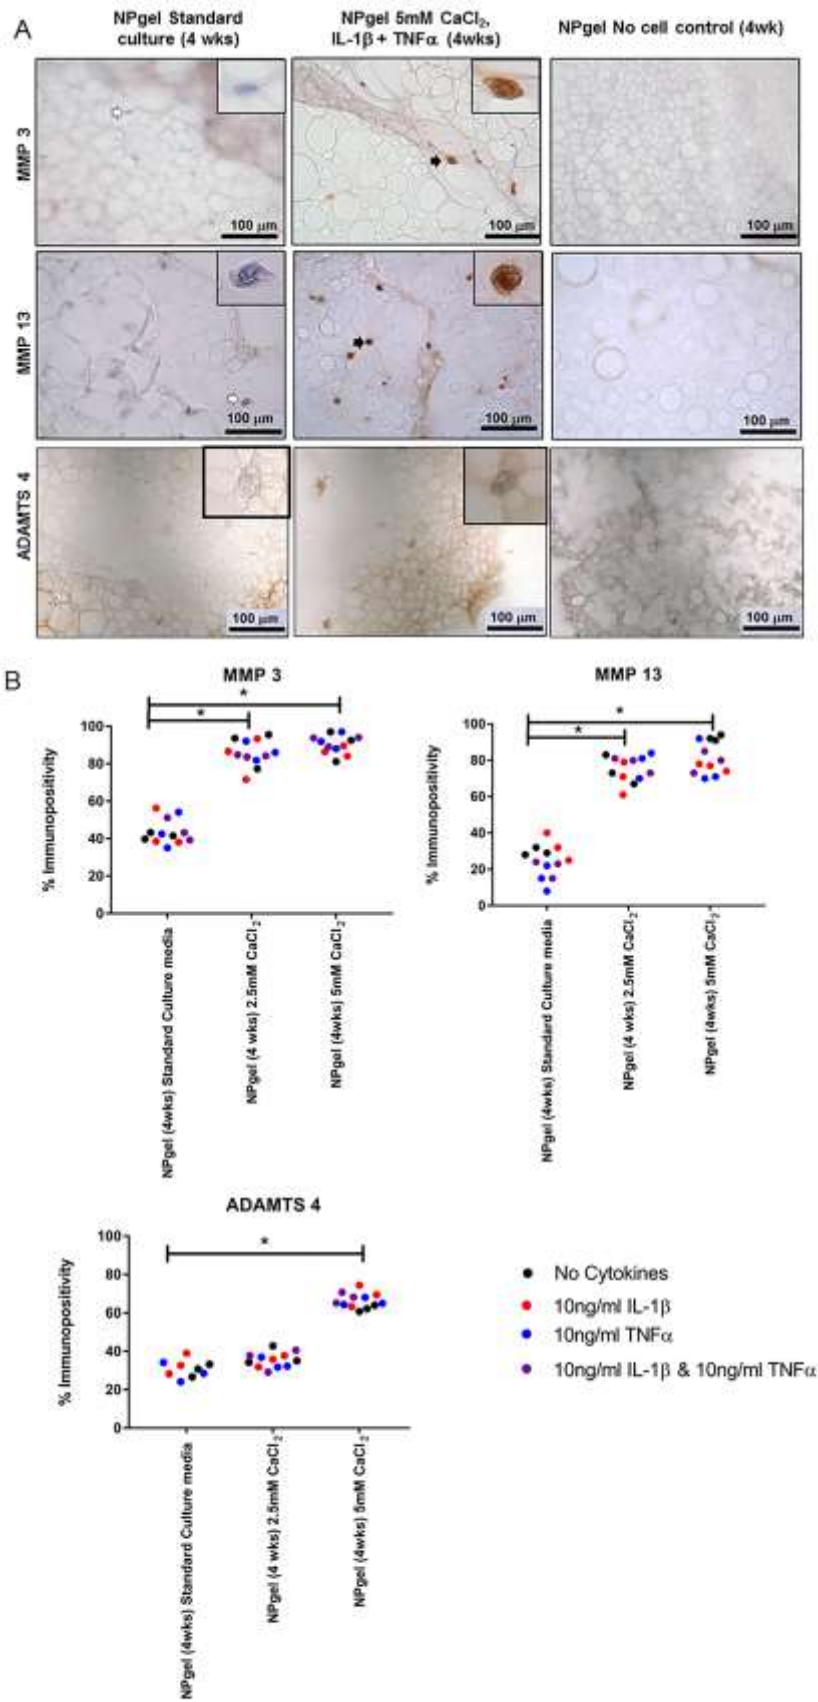 A
NPgel Standard
culture (4 wks)
NPgel 5mM CaCl₂,
IL-1β + TNFα (4wks)
NPgel No cell control (4wk)
MMP 3
100 μm
100 μm
100 μm
MMP 13
100 μm
100 μm
100 μm
ADAMTS 4
100 μm
100 μm
100 μm
B
MMP 3
% Immunopositivity
100
80
60
40
20
0
*
*
NPgel (4wks) Standard Culture media
NPgel (4 wks) 2.5mM CaCl₂
NPgel (4wks) 5mM CaCl₂
MMP 13
% Immunopositivity
100
80
60
40
20
0
*
*
NPgel (4wks) Standard Culture media
NPgel (4 wks) 2.5mM CaCl₂
NPgel (4wks) 5mM CaCl₂
ADAMTS 4
% Immunopositivity
100
80
60
40
20
0
*
NPgel (4wks) Standard Culture media
NPgel (4 wks) 2.5mM CaCl₂
NPgel (4wks) 5mM CaCl₂
No Cytokines
10ng/ml IL-1β
10ng/ml TNFα
10ng/ml IL-1β & 10ng/ml TNFα